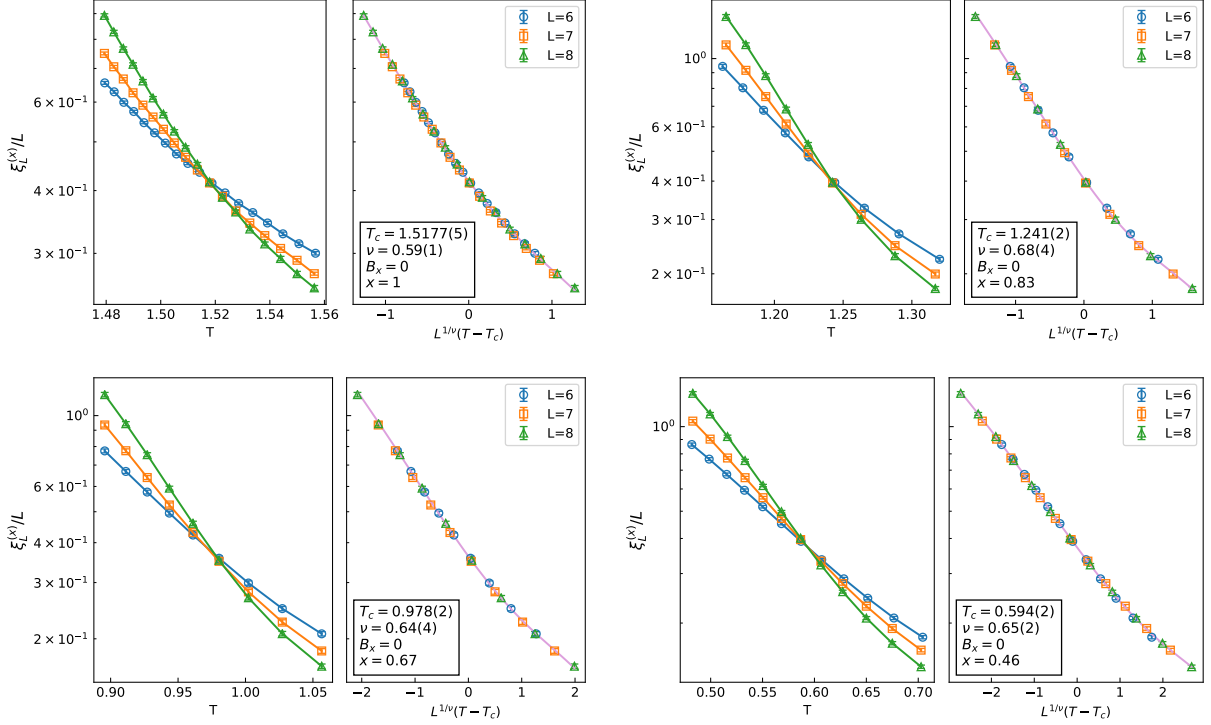 L=6
L=7
L=8
6 × 10⁻¹
4 × 10⁻¹
3 × 10⁻¹
ξ_L^(x)/L
1.48 1.50 1.52 1.54 1.56
T
T_c = 1.5177(5)
ν = 0.59(1)
B_x = 0
x = 1
−1 0 1
L^{1/ν}(T − T_c)
L=6
L=7
L=8
10⁰
6 × 10⁻¹
4 × 10⁻¹
3 × 10⁻¹
2 × 10⁻¹
ξ_L^(x)/L
1.20 1.25 1.30
T
T_c = 1.241(2)
ν = 0.68(4)
B_x = 0
x = 0.83
−1 0 1
L^{1/ν}(T − T_c)
L=6
L=7
L=8
10⁰
6 × 10⁻¹
4 × 10⁻¹
3 × 10⁻¹
2 × 10⁻¹
ξ_L^(x)/L
0.90 0.95 1.00 1.05
T
T_c = 0.978(2)
ν = 0.64(4)
B_x = 0
x = 0.67
−2 −1 0 1 2
L^{1/ν}(T − T_c)
L=6
L=7
L=8
10⁰
ξ_L^(x)/L
0.50 0.55 0.60 0.65 0.70
T
T_c = 0.594(2)
ν = 0.65(2)
B_x = 0
x = 0.46
−2 −1 0 1 2
L^{1/ν}(T − T_c)